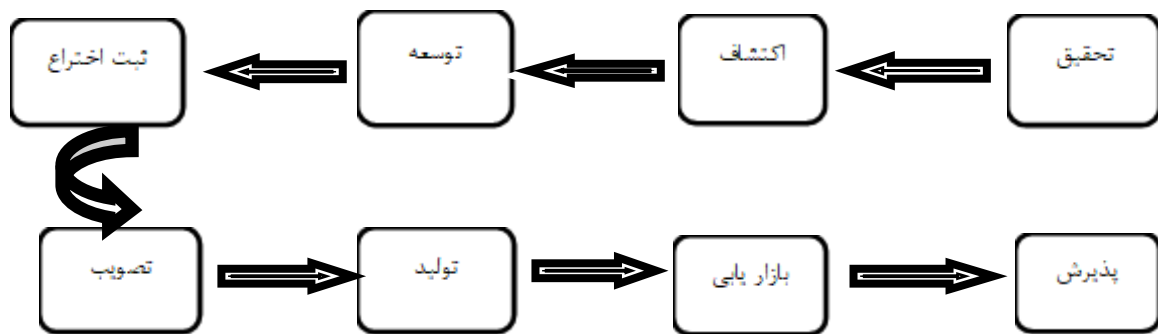 تحقیق
اکتشاف
توسعه
ثبت اختراع
تصویب
تولید
بازار یابی
پذیرش